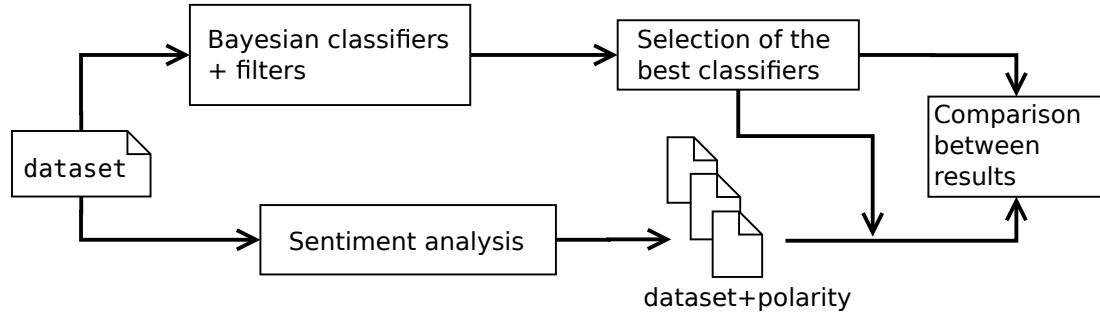 Bayesian classifiers
+ filters
Selection of the
best classifiers
Comparison
between
results
dataset
Sentiment analysis
dataset+polarity